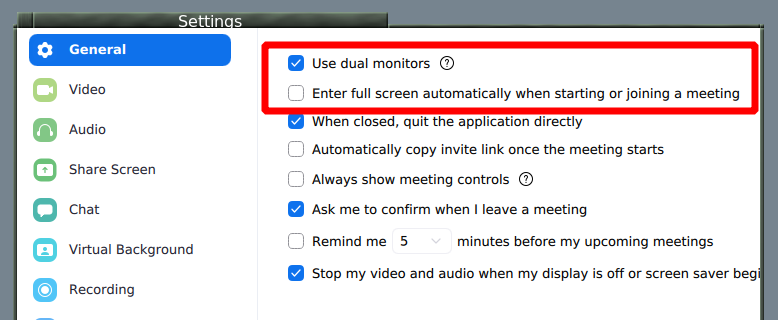 Settings
General
Video
Audio
Share Screen
Chat
Virtual Background
Recording
Use dual monitors ?
Enter full screen automatically when starting or joining a meeting
When closed, quit the application directly
Automatically copy invite link once the meeting starts
Always show meeting controls ?
Ask me to confirm when I leave a meeting
Remind me 5 minutes before my upcoming meetings
Stop my video and audio when my display is off or screen saver begi